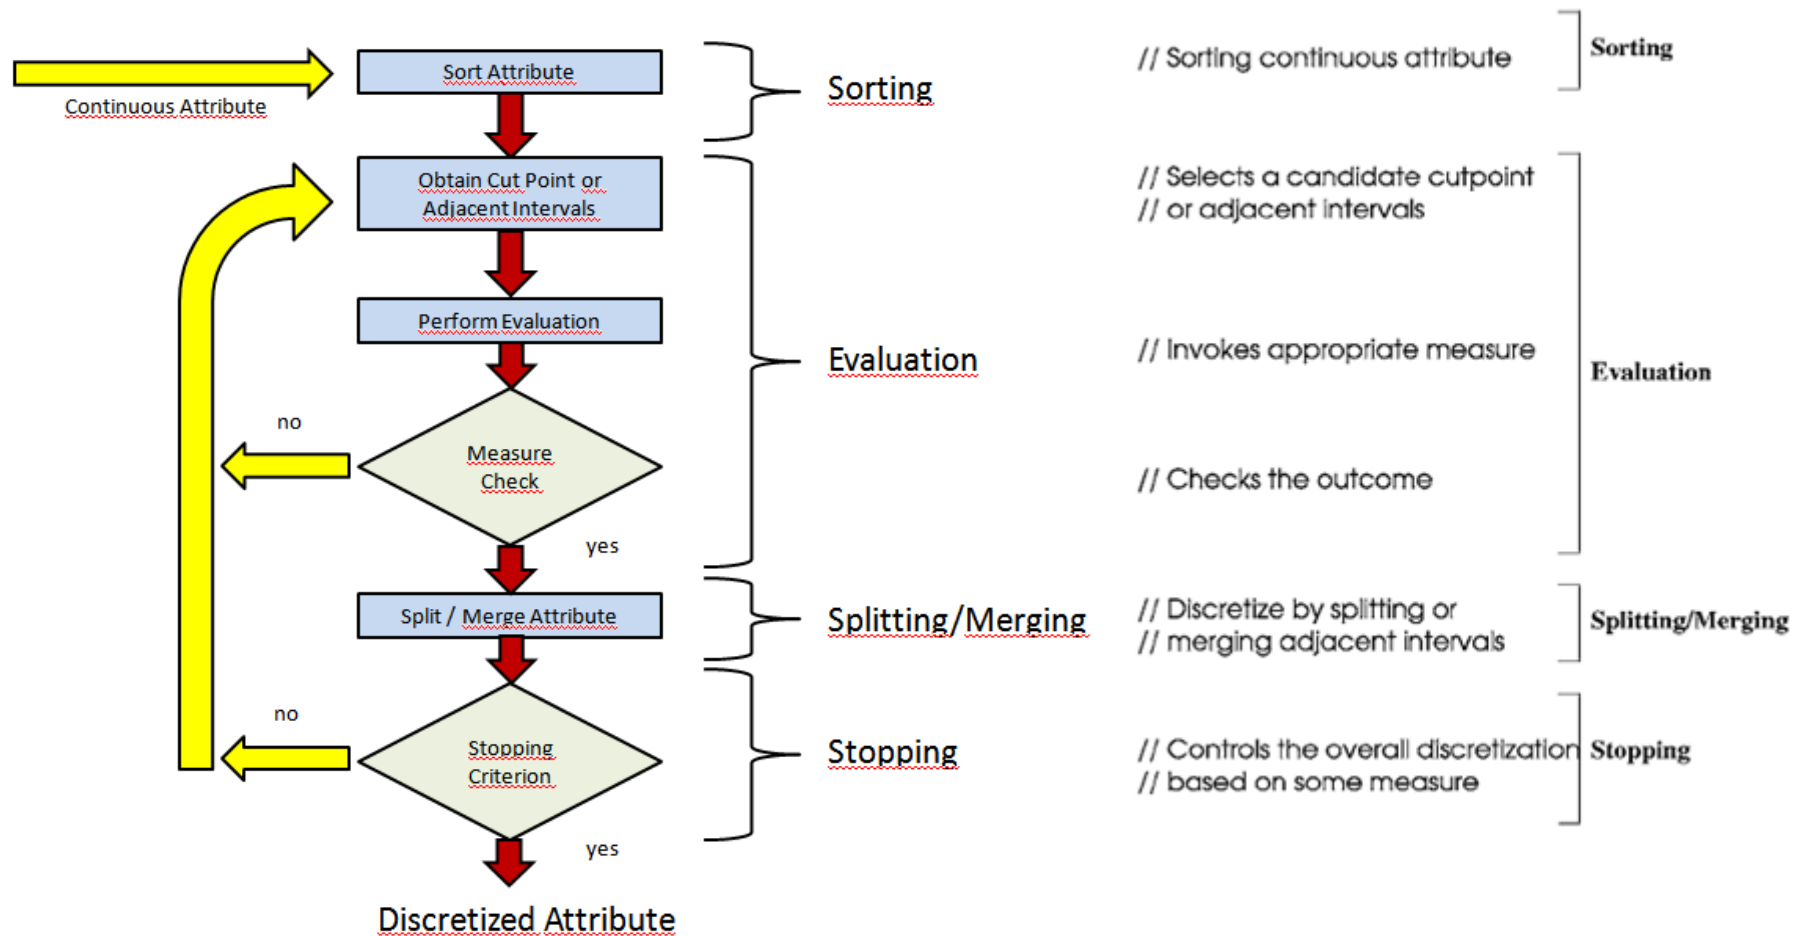 Sort Attribute
Continuous Attribute
Sorting
// Sorting continuous attribute
Sorting
Obtain Cut Point or
Adjacent Intervals
// Selects a candidate cutpoint
// or adjacent intervals
Perform Evaluation
Evaluation
// Invokes appropriate measure
Evaluation
no
Measure
Check
// Checks the outcome
yes
Split / Merge Attribute
Splitting/Merging
// Discretize by splitting or
// merging adjacent intervals
Splitting/Merging
no
Stopping
Criterion
Stopping
// Controls the overall discretization
// based on some measure
Stopping
yes
Discretized Attribute